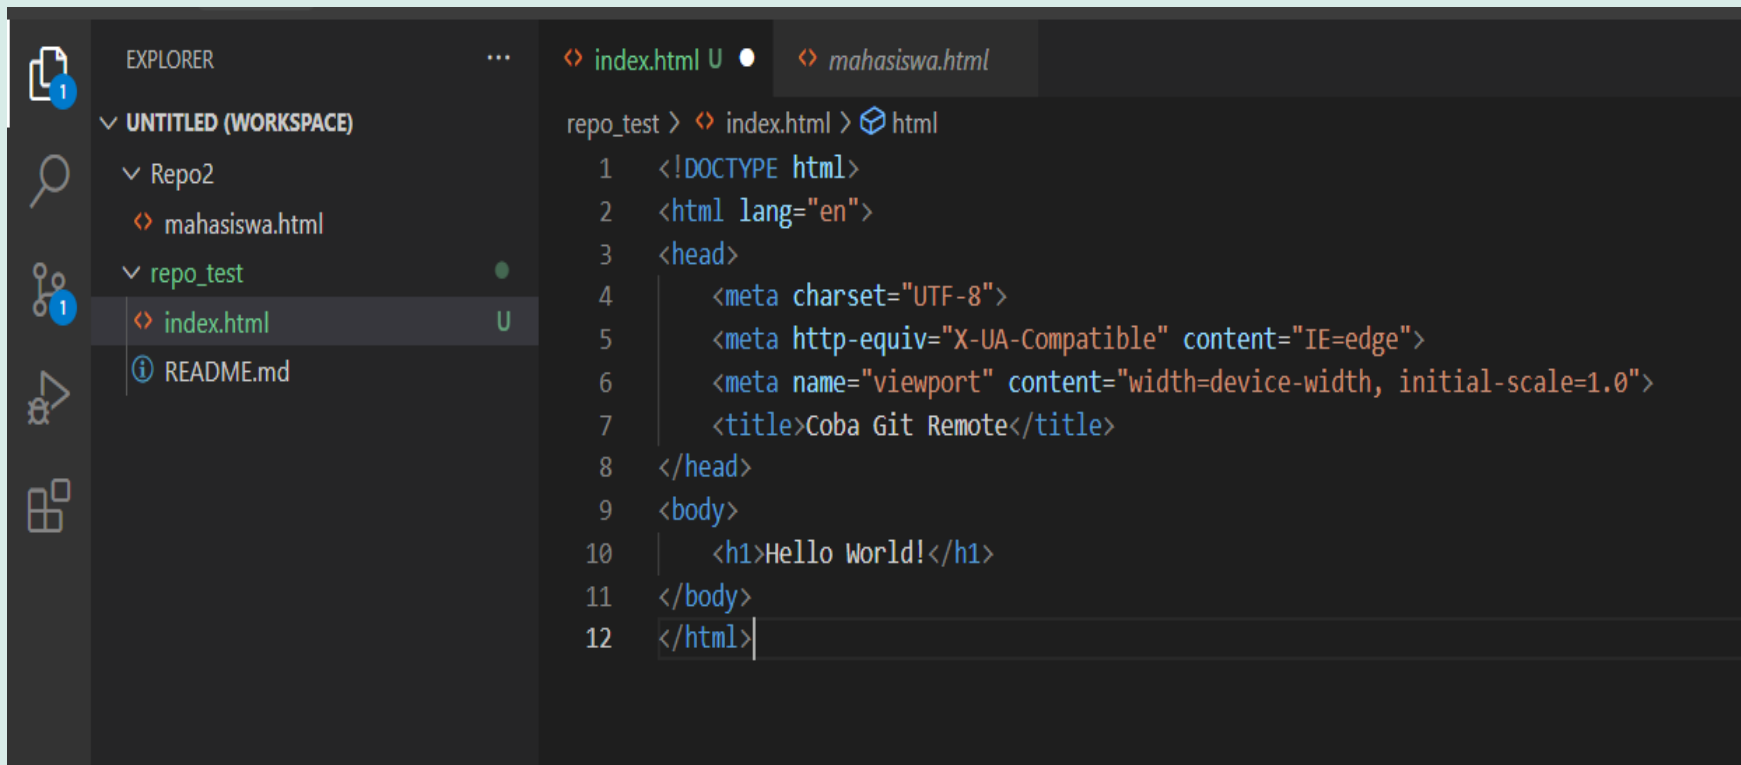 EXPLORER ...
UNTITLED (WORKSPACE)
Repo2
mahasiswa.html
repo_test
index.html U
README.md
1
1
index.html U
mahasiswa.html
repo_test > index.html > html
1 <!DOCTYPE html>
2 <html lang="en">
3 <head>
4 <meta charset="UTF-8">
5 <meta http-equiv="X-UA-Compatible" content="IE=edge">
6 <meta name="viewport" content="width=device-width, initial-scale=1.0">
7 <title>Coba Git Remote</title>
8 </head>
9 <body>
10 <h1>Hello World!</h1>
11 </body>
12 </html>